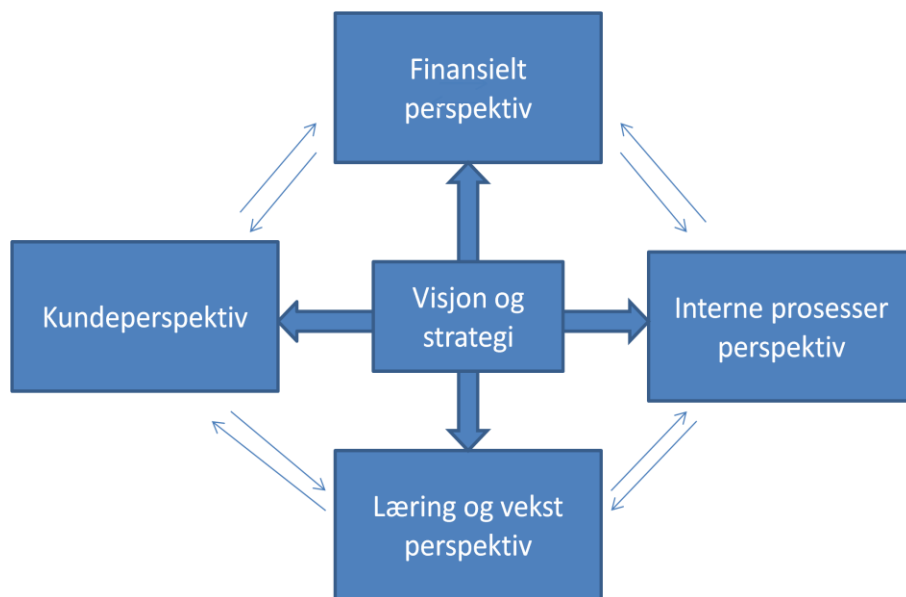 Finansielt
perspektiv
Kundeperspektiv
Visjon og
strategi
Interne prosesser
perspektiv
Læring og vekst
perspektiv